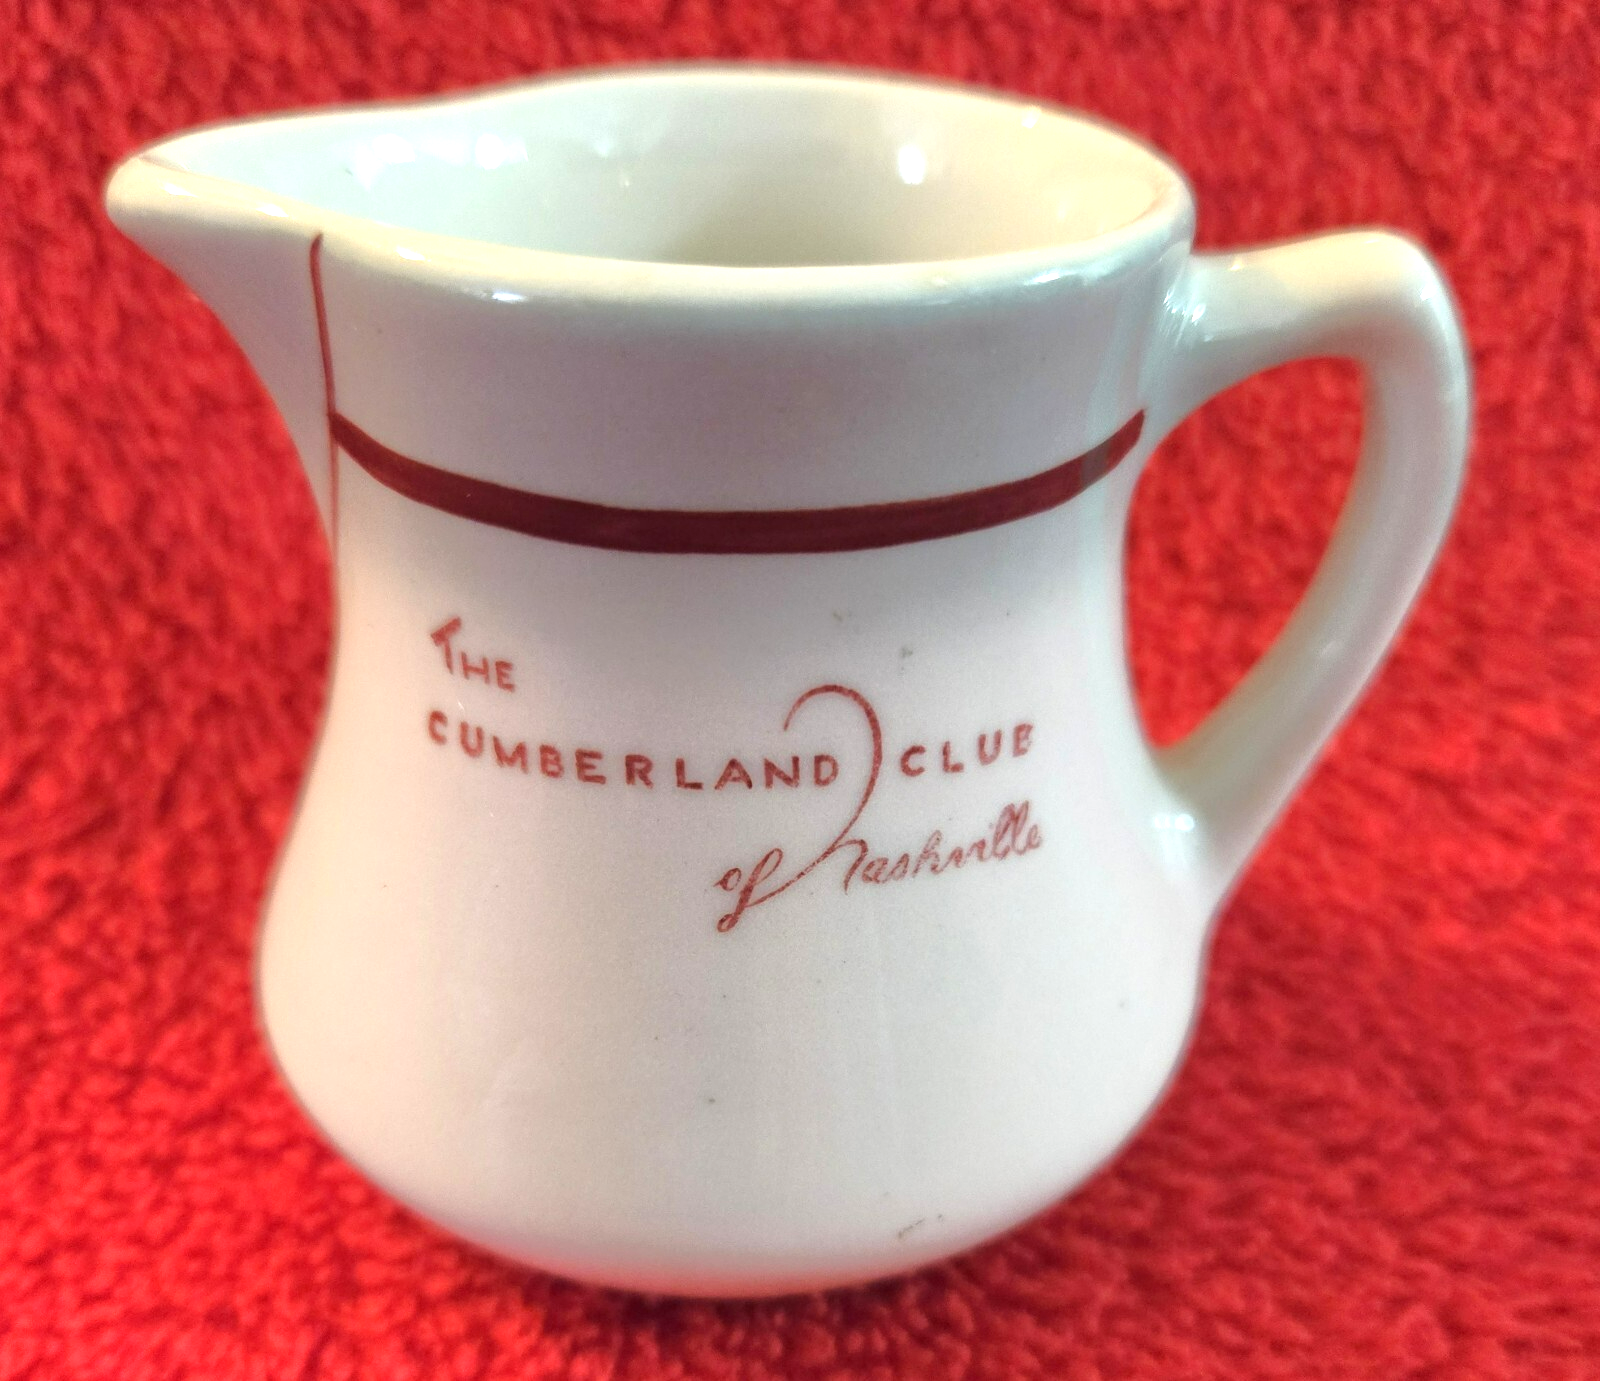 THE
CUMBERLAND CLUB
of Nashville